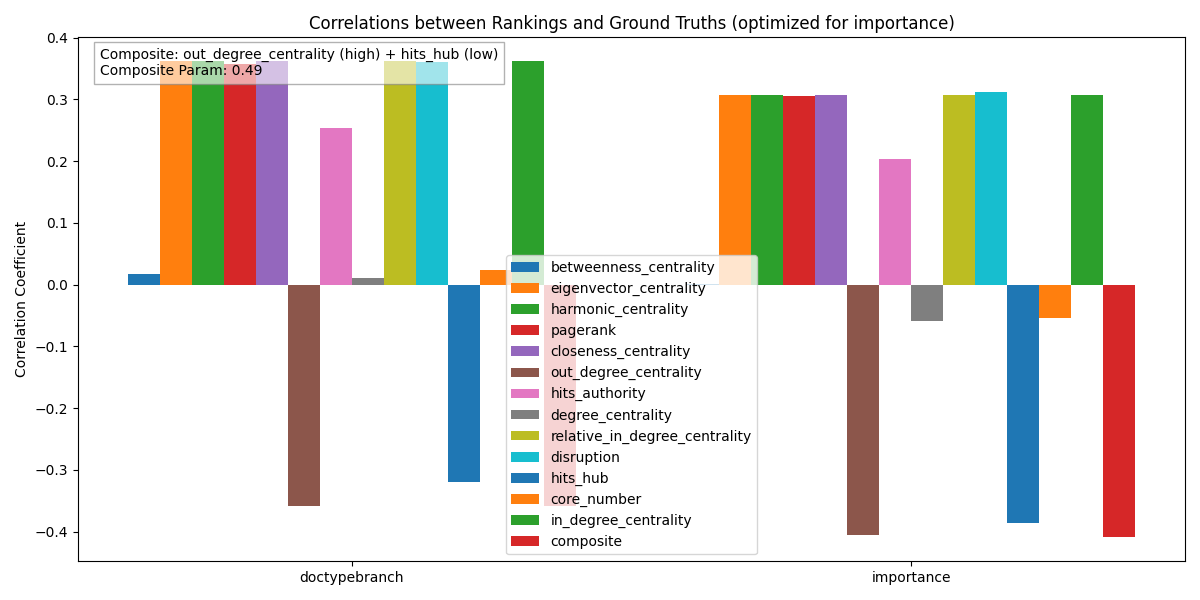 Correlations between Rankings and Ground Truths (optimized for importance)
Composite: out_degree_centrality (high) + hits_hub (low)
Composite Param: 0.49
Correlation Coefficient
0.4
0.3
0.2
0.1
0.0
−0.1
−0.2
−0.3
−0.4
betweenness_centrality
eigenvector_centrality
harmonic_centrality
pagerank
closeness_centrality
out_degree_centrality
hits_authority
degree_centrality
relative_in_degree_centrality
disruption
hits_hub
core_number
in_degree_centrality
composite
doctypebranch
importance